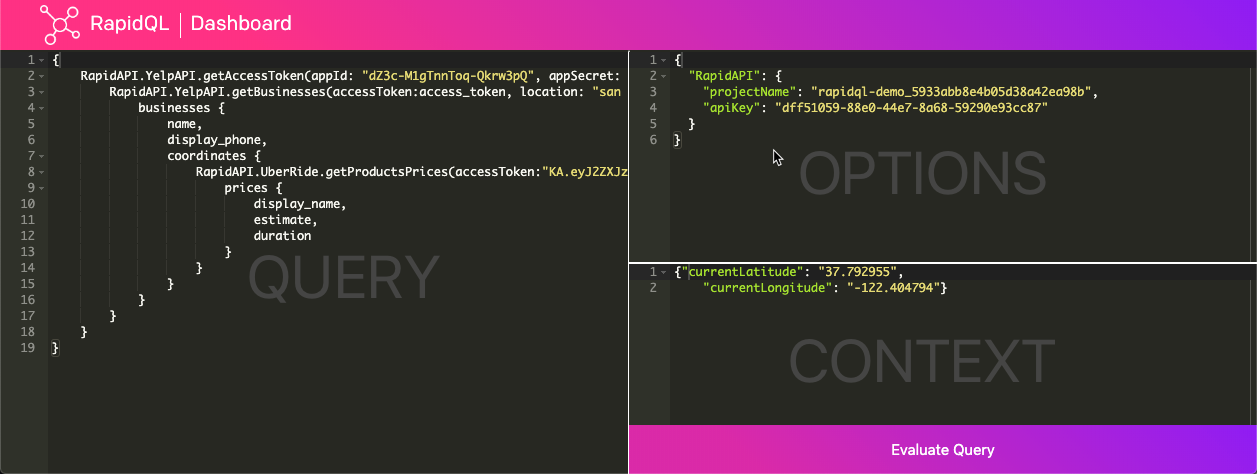 RapidQL | Dashboard
1 {
2 RapidAPI.YelpAPI.getAccessToken(appId: "dZ3c-M1gTnnToq-Qkrw3pQ", appSecret:
3 RapidAPI.YelpAPI.getBusinesses(accessToken:access_token, location: "san
4 businesses {
5 name,
6 display_phone,
7 coordinates {
8 RapidAPI.UberRide.getProductsPrices(accessToken:"KA.eyJ2ZXJz
9 prices {
10 display_name,
11 estimate,
12 duration
13 }
14 }
15 }
16 }
17 }
18 }
19 }
QUERY
1 {
2 "RapidAPI": {
3 "projectName": "rapidql-demo_5933abb8e4b05d38a42ea98b",
4 "apiKey": "dff51059-88e0-44e7-8a68-59290e93cc87"
5 }
6 }
OPTIONS
1 {"currentLatitude": "37.792955",
2 "currentLongitude": "-122.404794"}
CONTEXT
Evaluate Query